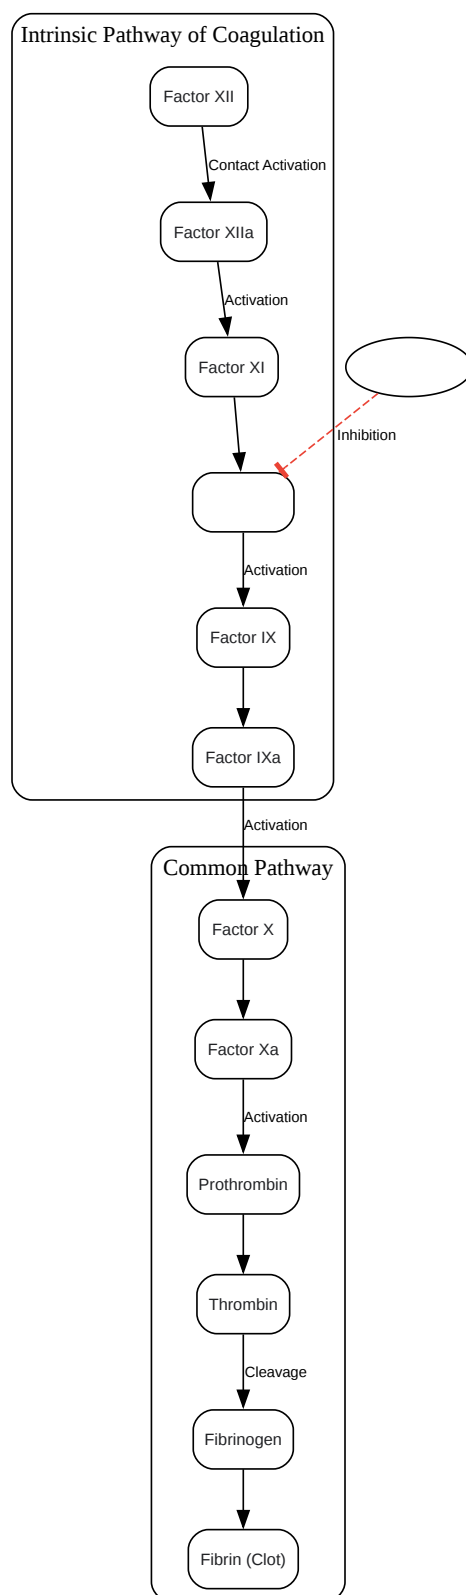 Intrinsic Pathway of Coagulation
Factor XII
Contact Activation
Factor XIIa
Activation
Factor XI
Inhibition
Activation
Factor IX
Factor IXa
Activation
Common Pathway
Factor X
Factor Xa
Activation
Prothrombin
Thrombin
Cleavage
Fibrinogen
Fibrin (Clot)